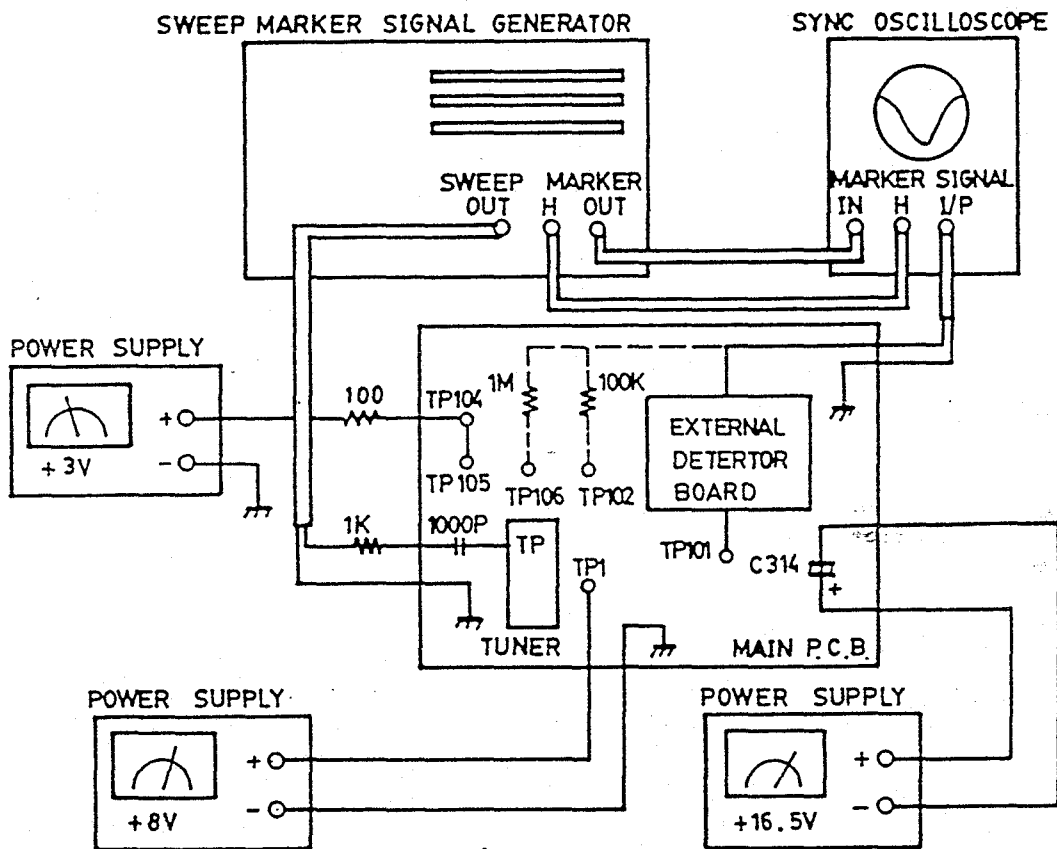 SWEEP MARKER SIGNAL GENERATOR
SYNC OSCILLOSCOPE
SWEEP MARKER
OUT H OUT
MARKER SIGNAL
IN H I/P
POWER SUPPLY
+
+3V
-
100
TP104
TP105
1M
100K
TP106
TP102
EXTERNAL
DETERTOR
BOARD
1K
1000P
TP
TP1
TP101
C314
+
TUNER
MAIN P.C.B.
POWER SUPPLY
+
-
+8V
POWER SUPPLY
+
-
+16.5V